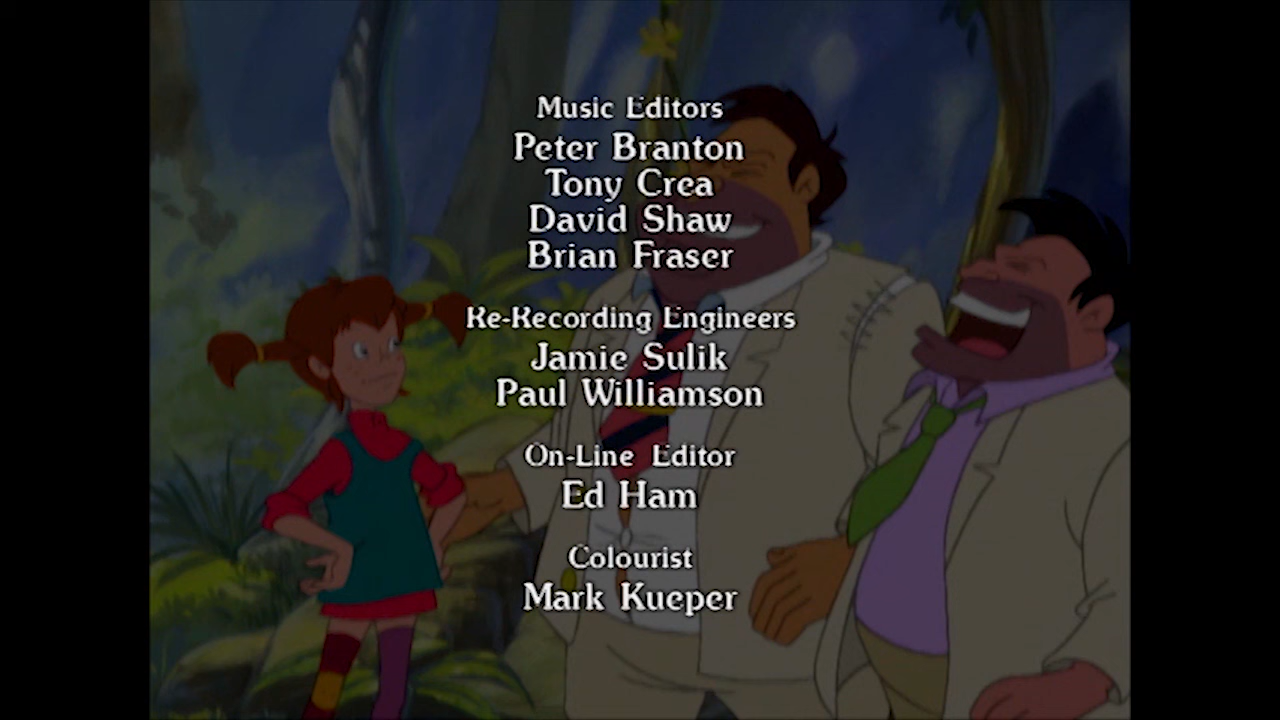 Music Editors
Peter Branton
Tony Crea
David Shaw
Brian Fraser
Re-Recording Engineers
Jamie Sulik
Paul Williamson
On-Line Editor
Ed Ham
Colourist
Mark Kueper